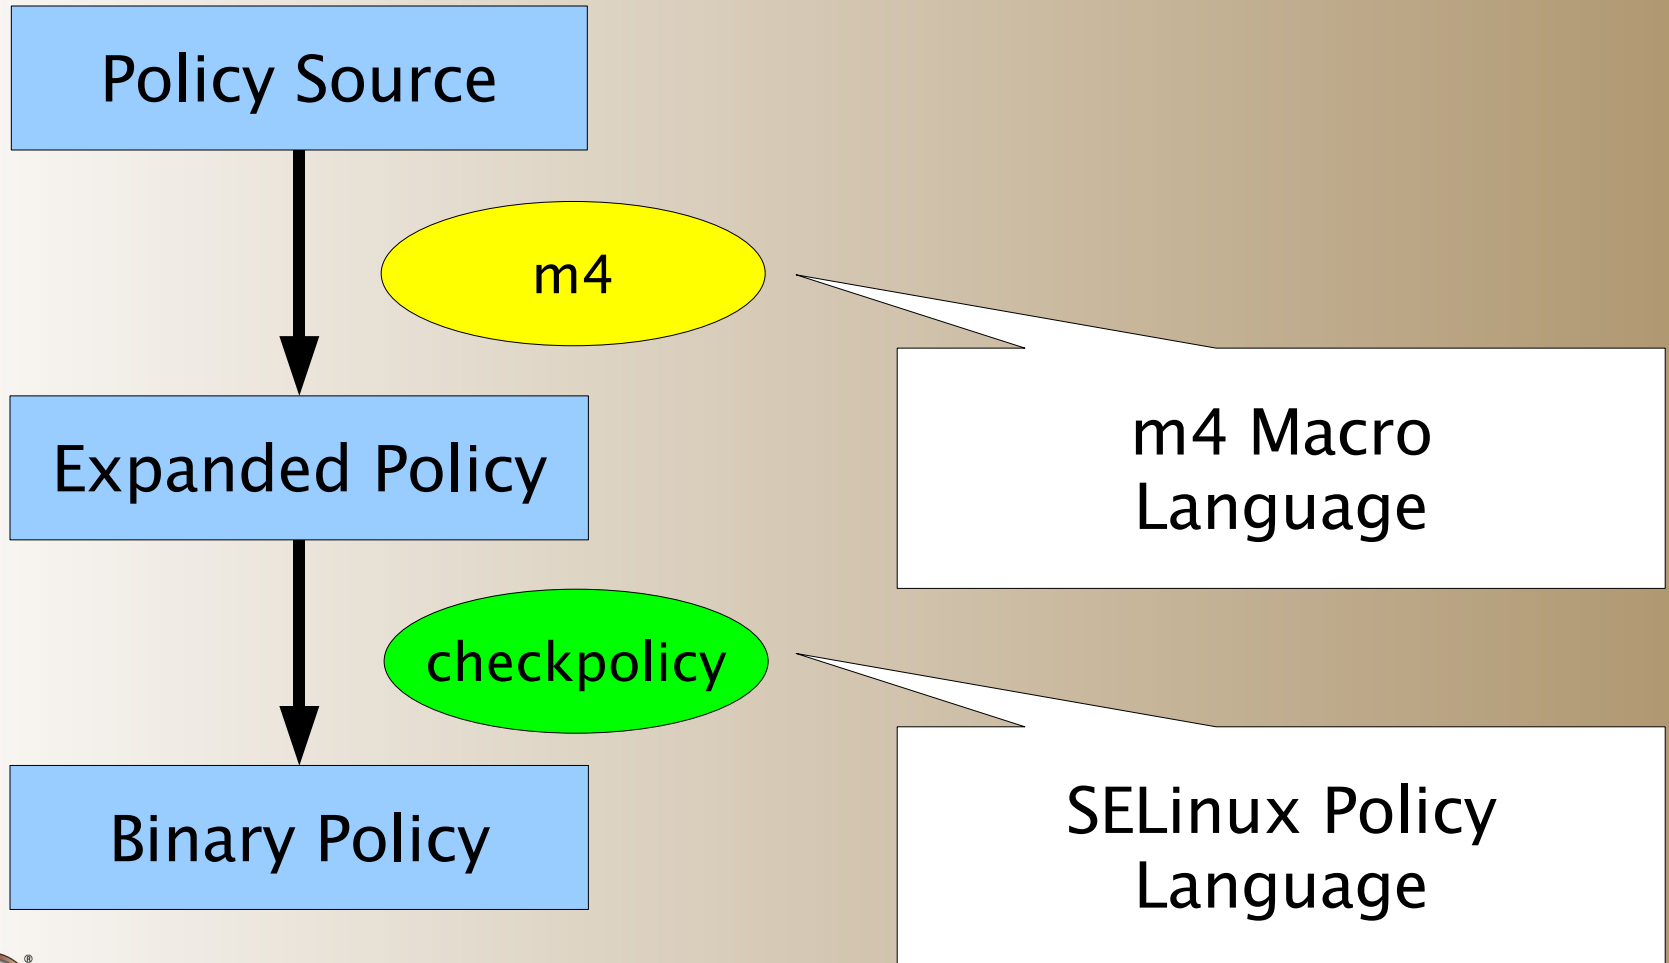 Policy Source
m4
m4 Macro
Language
Expanded Policy
checkpolicy
SELinux Policy
Language
Binary Policy
®